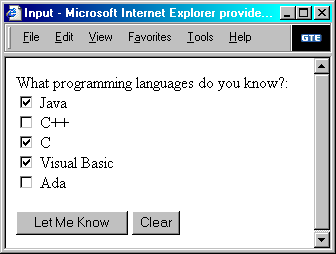 Input - Microsoft Internet Explorer provide...
File Edit View Favorites Tools Help
GTE
What programming languages do you know?:
Java
C++
C
Visual Basic
Ada
Let Me Know Clear